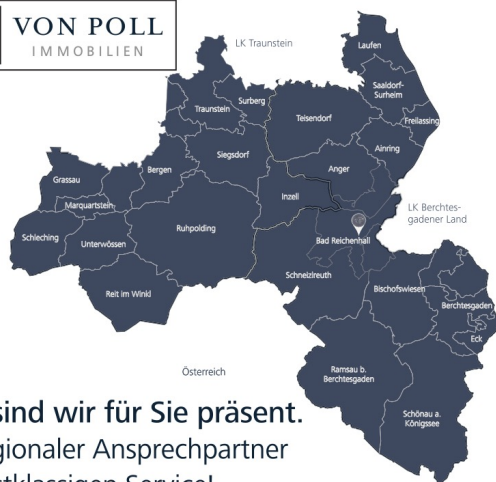 VON POLL
IMMOBILIEN
LK Traunstein
Laufen
Saaldorf-
Surheim
Surberg
Traunstein
Teisendorf
Freilassing
Ainring
Siegsdorf
Anger
Bergen
Grassau
Inzell
Marquartstein
LK Berchtes-
gadener Land
Ruhpolding
Schleching
Unterwössen
Bad Reichenhall
Schneizlreuth
Bischofswiesen
Reit im Winkl
Berchtesgaden
Eck
Österreich
Ramsau b.
Berchtesgaden
Schönau a.
Königssee
sind wir für Sie präsent.
gionaler Ansprechpartner
stklassigen Service!